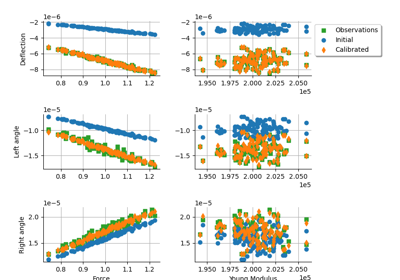 1e−6
1e−6
Observations
Initial
Calibrated
−2
−4
−6
−8
Deflection
−2
−4
−6
−8
0.8 0.9 1.0 1.1 1.2
1.950 1.975 2.000 2.025 2.050
1e5
1e−5
1e−5
−1.0
−1.5
Left angle
−1.0
−1.5
0.8 0.9 1.0 1.1 1.2
1.950 1.975 2.000 2.025 2.050
1e5
1e−5
1e−5
2.0
1.5
Right angle
2.0
1.5
0.8 0.9 1.0 1.1 1.2
1.950 1.975 2.000 2.025 2.050
Force
Young Modulus
1e5